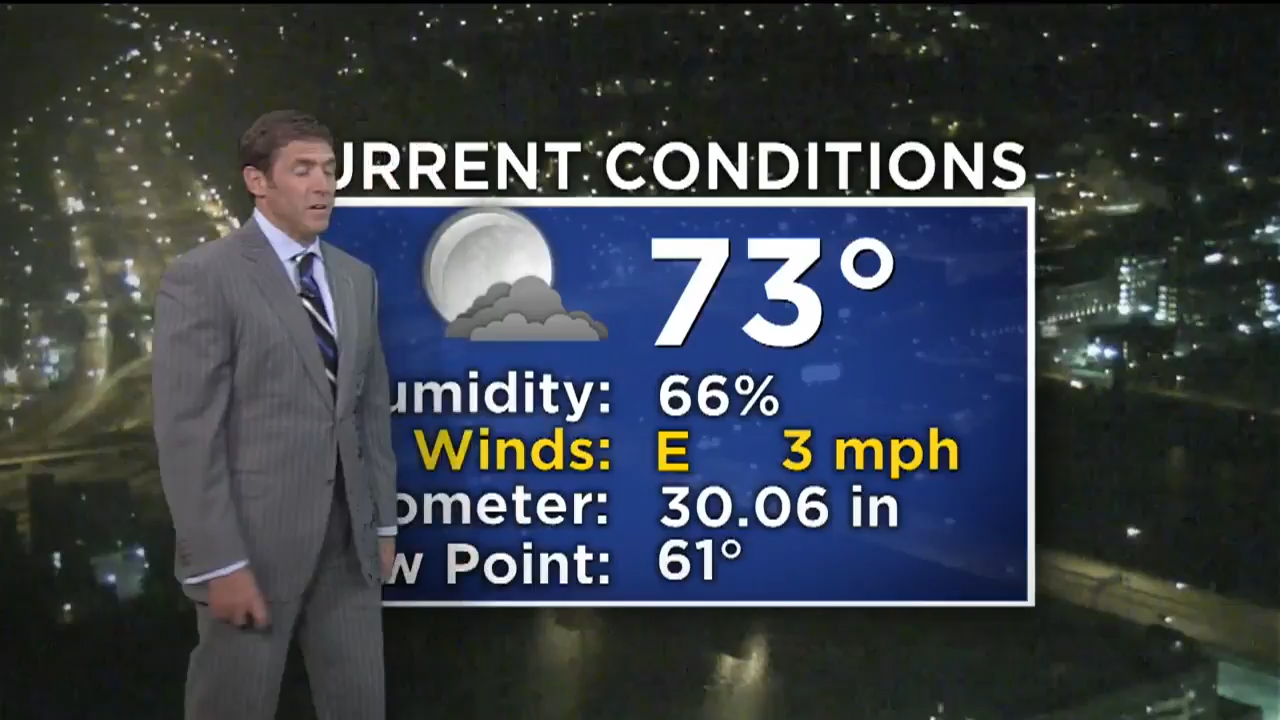 URRENT CONDITIONS
73°
umidity: 66%
Winds: E 3 mph
ometer: 30.06 in
w Point: 61°